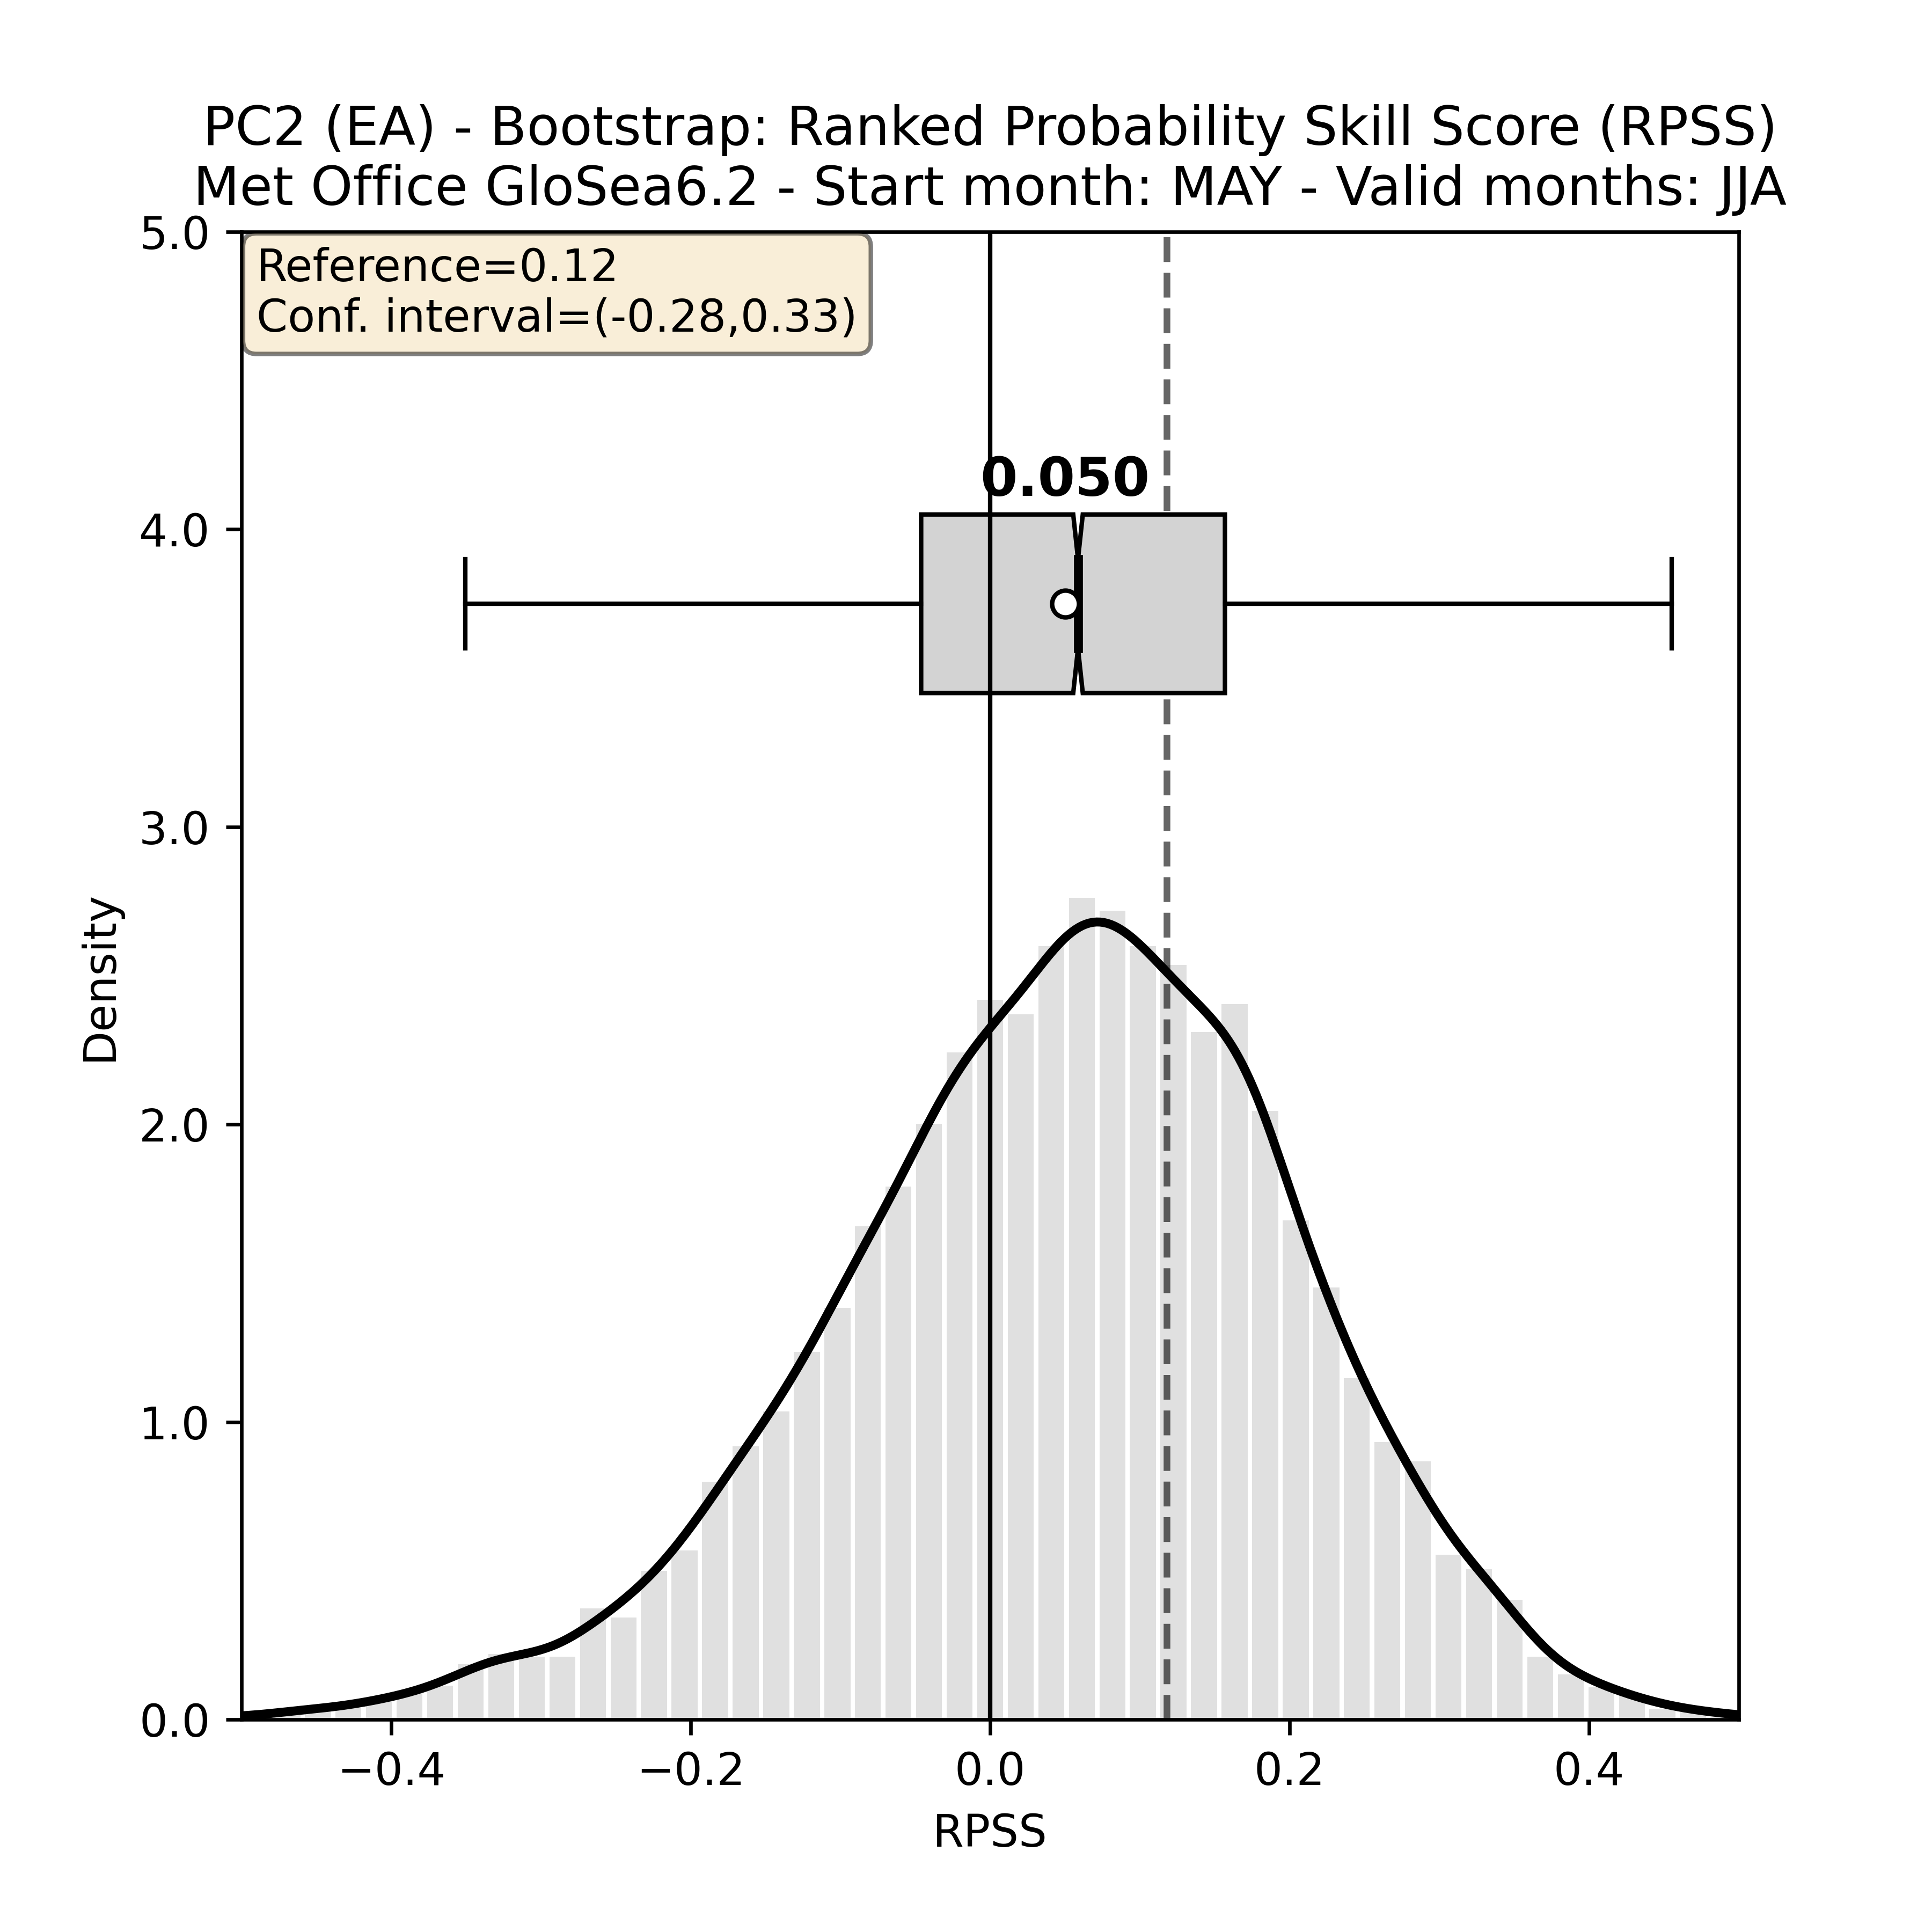 PC2 (EA) - Bootstrap: Ranked Probability Skill Score (RPSS)
Met Office GloSea6.2 - Start month: MAY - Valid months: JJA
5.0
Reference=0.12
Conf. interval=(-0.28,0.33)
0.050
4.0
3.0
Density
2.0
1.0
0.0
−0.4
−0.2
0.0
0.2
0.4
RPSS